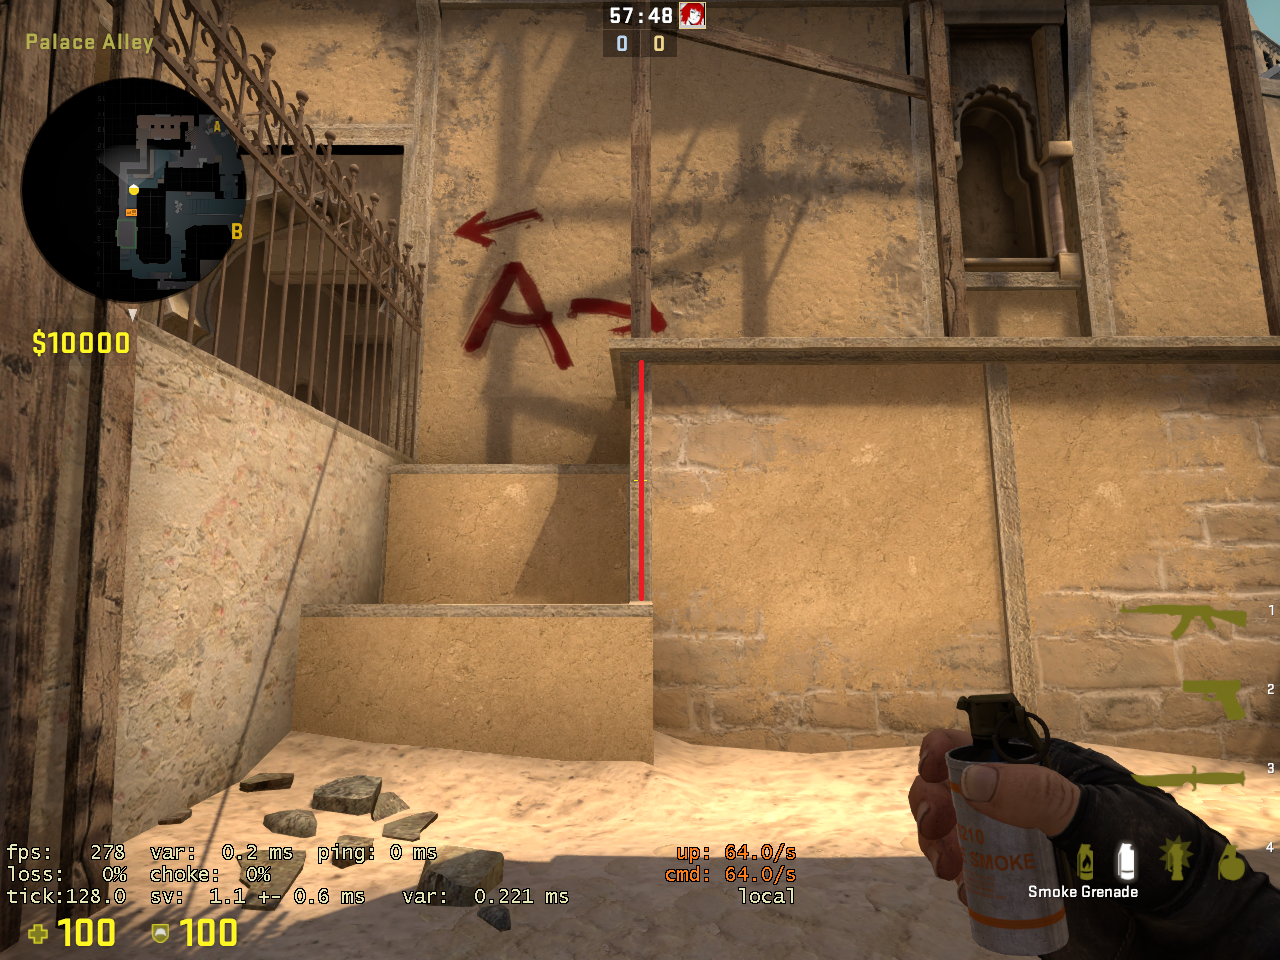 57:48
Palace Alley
0 0
A
B
$10000
A
1
2
3
4
SMOKE
Smoke Grenade
fps: 278 var: 0.2 ms ping: 0 ms
loss: 0% choke: 0%
tick:128.0 sv: 1.1 +- 0.6 ms var: 0.221 ms
up: 64.0/s
cmd: 64.0/s
local
100 100